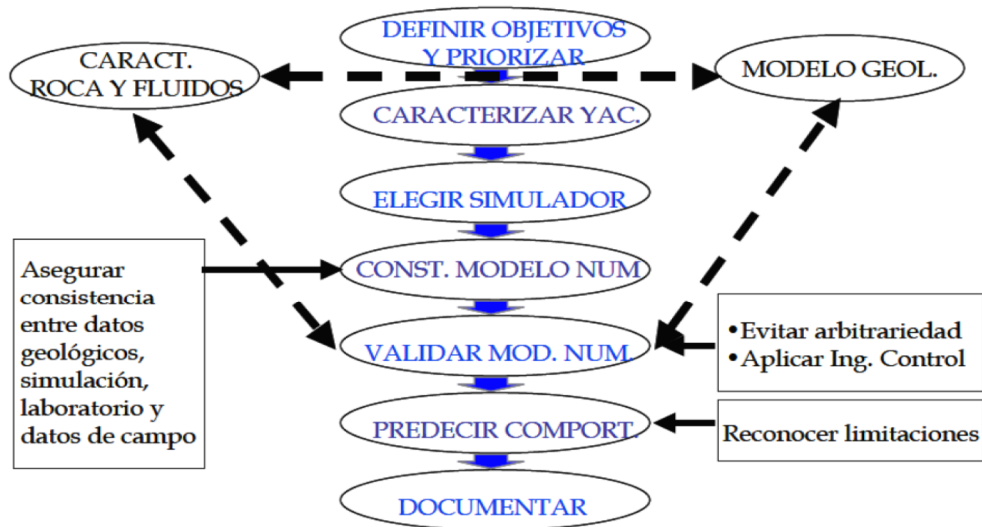 DEFINIR OBJETIVOS
Y PRIORIZAR
CARACT.
ROCA Y FLUIDOS
MODELO GEOL.
CARACTERIZAR YAC.
ELEGIR SIMULADOR
CONST. MODELO NUM
Asegurar
consistencia
entre datos
geológicos,
simulación,
laboratorio y
datos de campo
VALIDAR MOD. NUM.
•Evitar arbitrariedad
•Aplicar Ing. Control
PREDECIR COMPORT.
Reconocer limitaciones
DOCUMENTAR